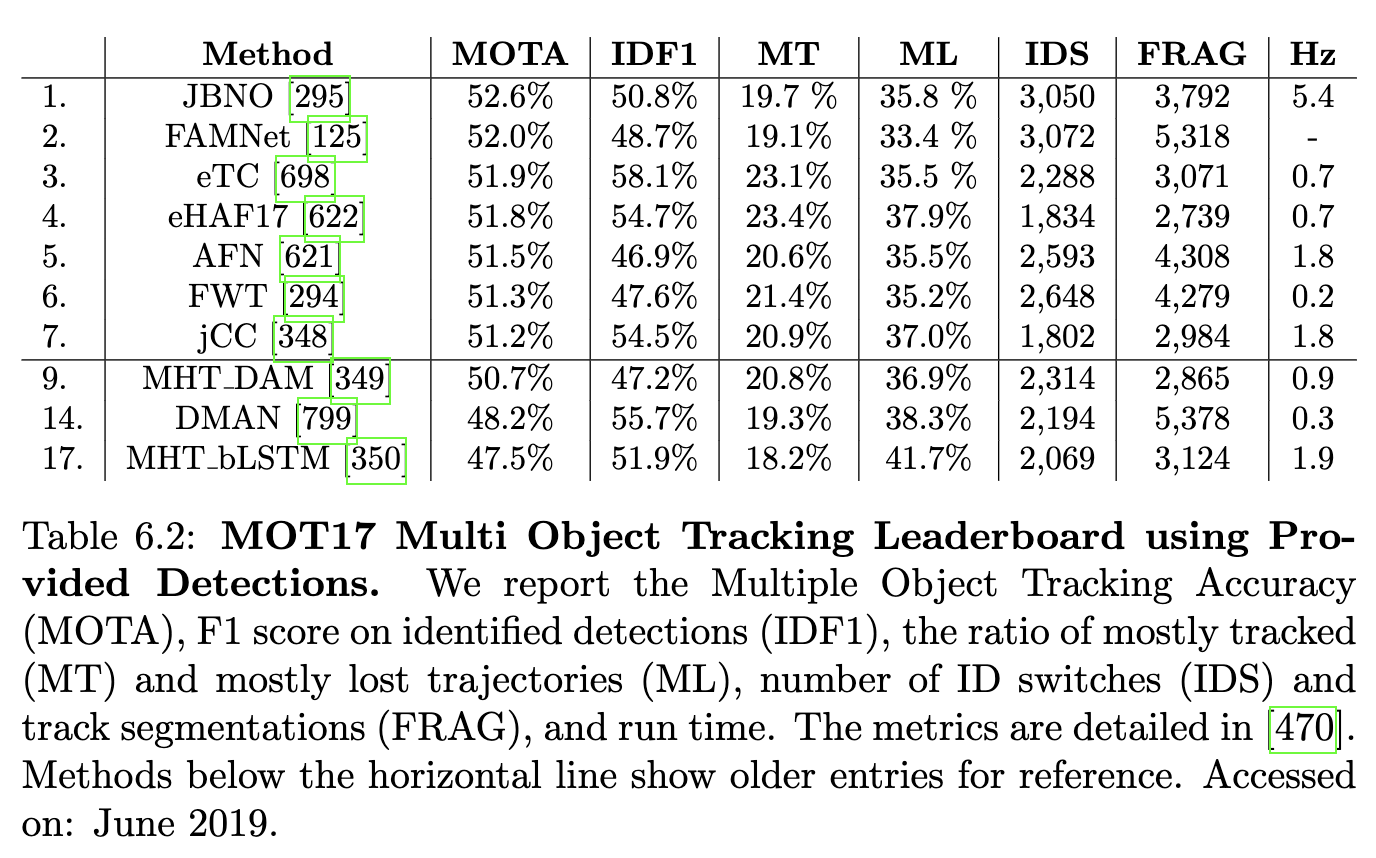 Method MOTA IDF1 MT ML IDS FRAG Hz
1. JBNO [295] 52.6% 50.8% 19.7 % 35.8 % 3,050 3,792 5.4
2. FAMNet [125] 52.0% 48.7% 19.1% 33.4 % 3,072 5,318 -
3. eTC [698] 51.9% 58.1% 23.1% 35.5 % 2,288 3,071 0.7
4. eHAF17 [622] 51.8% 54.7% 23.4% 37.9% 1,834 2,739 0.7
5. AFN [621] 51.5% 46.9% 20.6% 35.5% 2,593 4,308 1.8
6. FWT [294] 51.3% 47.6% 21.4% 35.2% 2,648 4,279 0.2
7. jCC [348] 51.2% 54.5% 20.9% 37.0% 1,802 2,984 1.8
9. MHT_DAM [349] 50.7% 47.2% 20.8% 36.9% 2,314 2,865 0.9
14. DMAN [799] 48.2% 55.7% 19.3% 38.3% 2,194 5,378 0.3
17. MHT_bLSTM [350] 47.5% 51.9% 18.2% 41.7% 2,069 3,124 1.9
Table 6.2: MOT17 Multi Object Tracking Leaderboard using Pro-
vided Detections. We report the Multiple Object Tracking Accuracy
(MOTA), F1 score on identified detections (IDF1), the ratio of mostly tracked
(MT) and mostly lost trajectories (ML), number of ID switches (IDS) and
track segmentations (FRAG), and run time. The metrics are detailed in [470].
Methods below the horizontal line show older entries for reference. Accessed
on: June 2019.